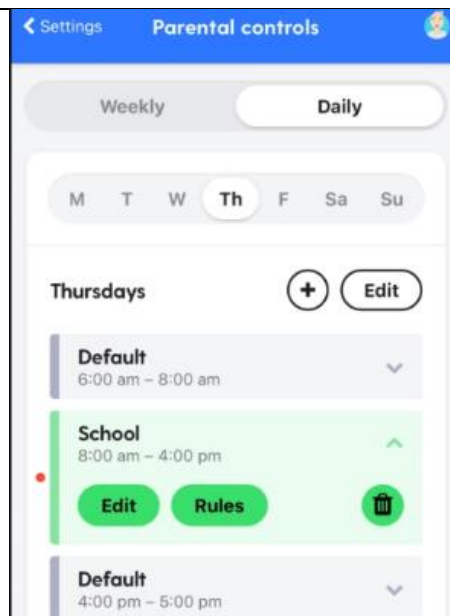 Settings Parental controls
Weekly Daily
M T W Th F Sa Su
Thursdays + Edit
Default
6:00 am – 8:00 am
School
8:00 am – 4:00 pm
Edit Rules
Default
4:00 pm – 5:00 pm